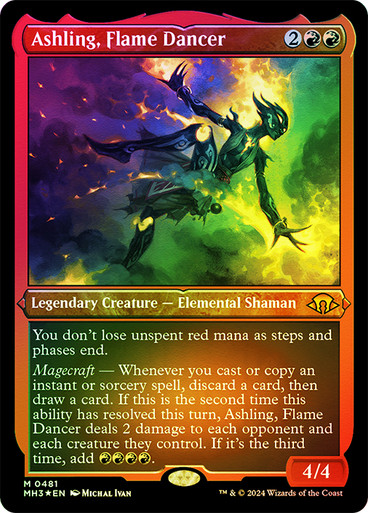 Ashling, Flame Dancer 2
Legendary Creature — Elemental Shaman
You don't lose unspent red mana as steps and
phases end.
Magecraft — Whenever you cast or copy an
instant or sorcery spell, discard a card, then
draw a card. If this is the second time this
ability has resolved this turn, Ashling, Flame
Dancer deals 2 damage to each opponent and
each creature they control. If it's the third
time, add .
4/4
M 0481
MH3★EN Michal Ivan
™ & © 2024 Wizards of the Coast